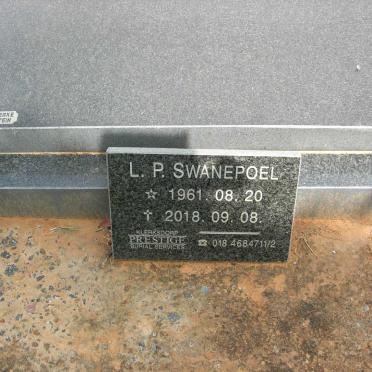 L. P. SWANEPOEL
☆ 1961. 08. 20
✝ 2018. 09. 08.
KLERKSDORP
PRESTIGE
BURIAL SERVICES
☎ 018 4684711/2